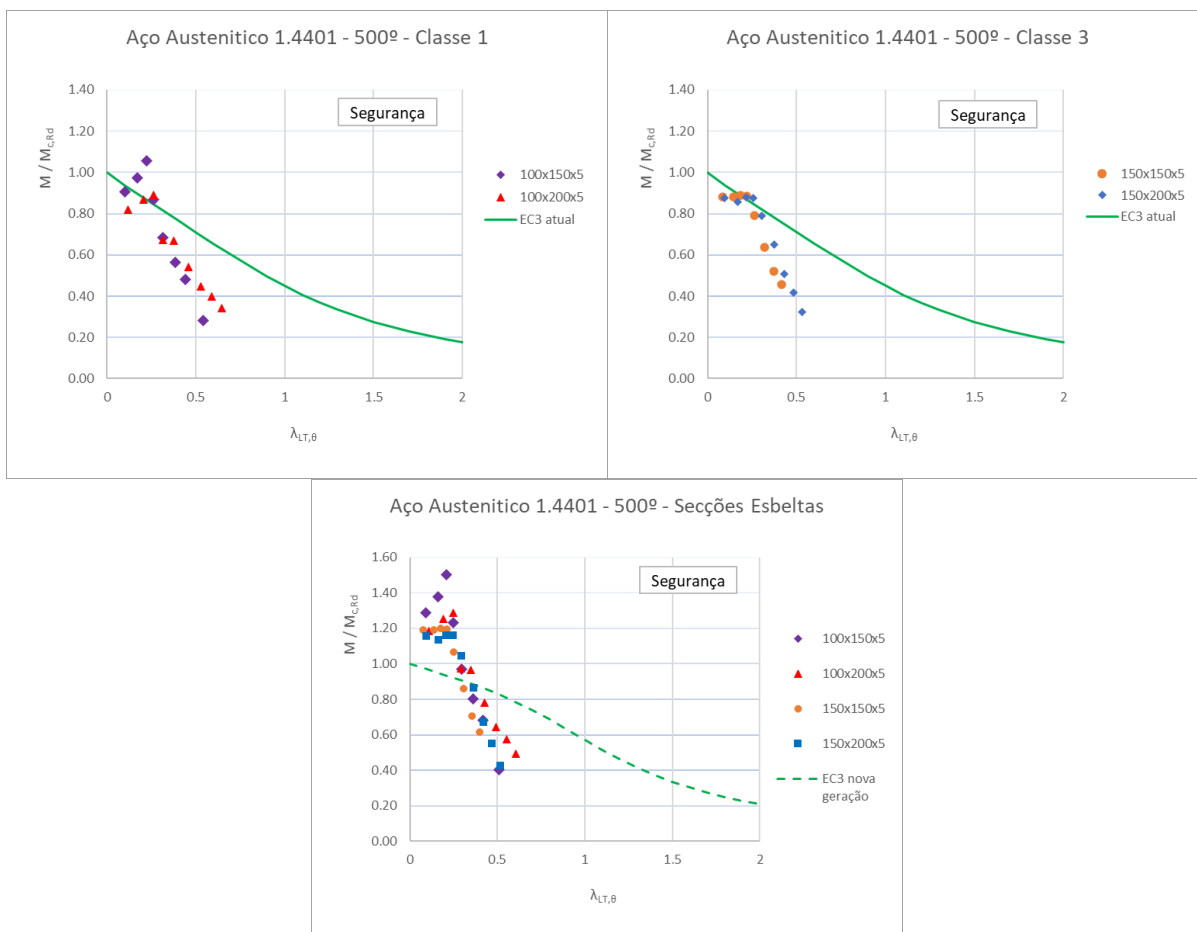 Aço Austenitico 1.4401 - 500º - Classe 1
1.40
1.20
1.00
0.80
0.60
0.40
0.20
0.00
M / Mc,Rd
0
0.5
1
1.5
2
λLT,θ
Segurança
100x150x5
100x200x5
EC3 atual
Aço Austenitico 1.4401 - 500º - Classe 3
1.40
1.20
1.00
0.80
0.60
0.40
0.20
0.00
M / Mc,Rd
0
0.5
1
1.5
2
λLT,θ
Segurança
150x150x5
150x200x5
EC3 atual
Aço Austenitico 1.4401 - 500º - Secções Esbeltas
1.60
1.40
1.20
1.00
0.80
0.60
0.40
0.20
0.00
M / Mc,Rd
0
0.5
1
1.5
2
λLT,θ
Segurança
100x150x5
100x200x5
150x150x5
150x200x5
EC3 nova
geração